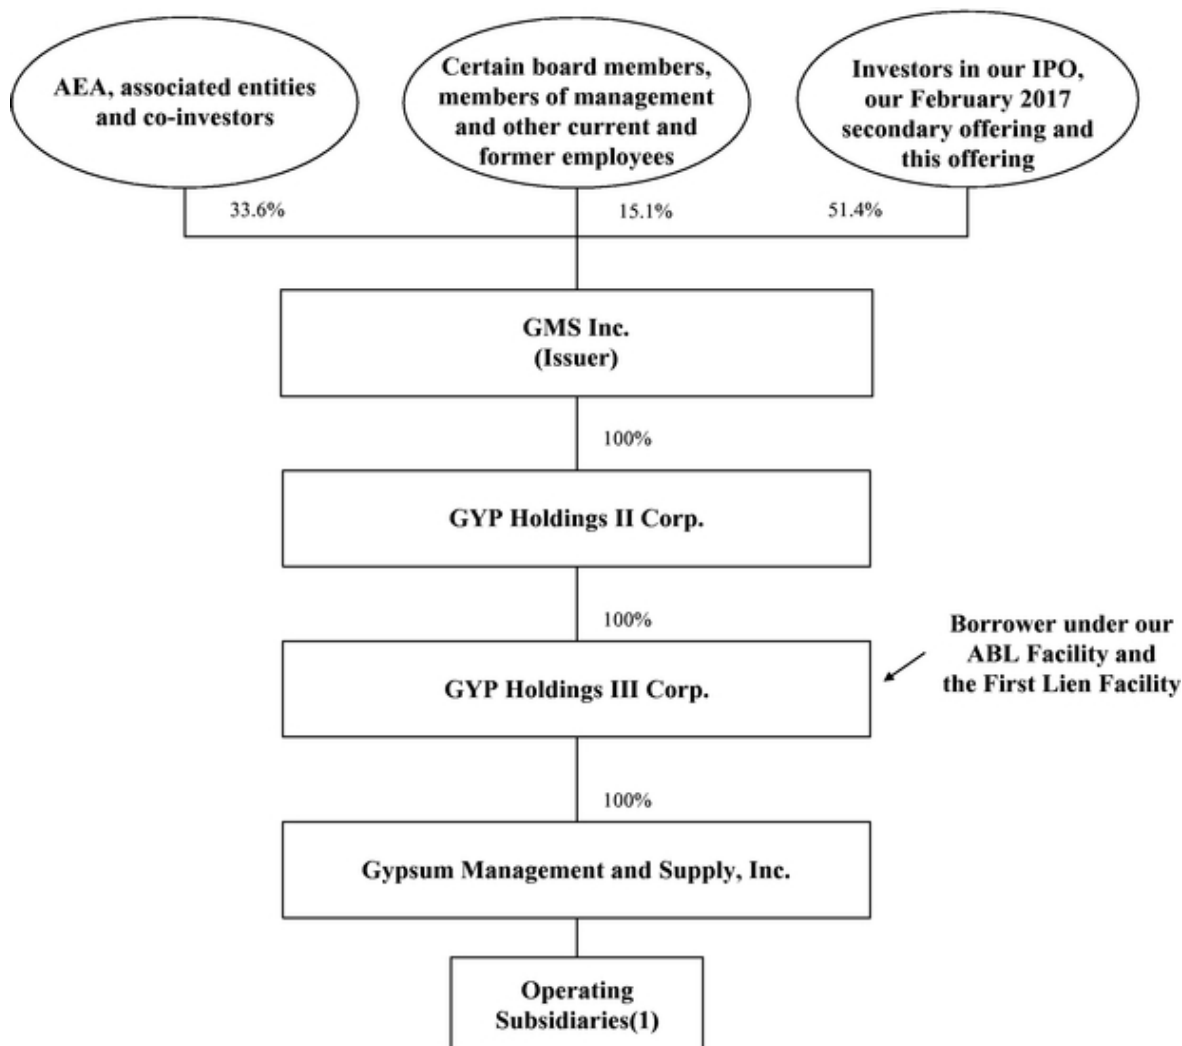 AEA, associated entities
and co-investors
Certain board members,
members of management
and other current and
former employees
Investors in our IPO,
our February 2017
secondary offering and
this offering
33.6%
15.1%
51.4%
GMS Inc.
(Issuer)
100%
GYP Holdings II Corp.
100%
GYP Holdings III Corp.
Borrower under our
ABL Facility and
the First Lien Facility
100%
Gypsum Management and Supply, Inc.
Operating
Subsidiaries(1)